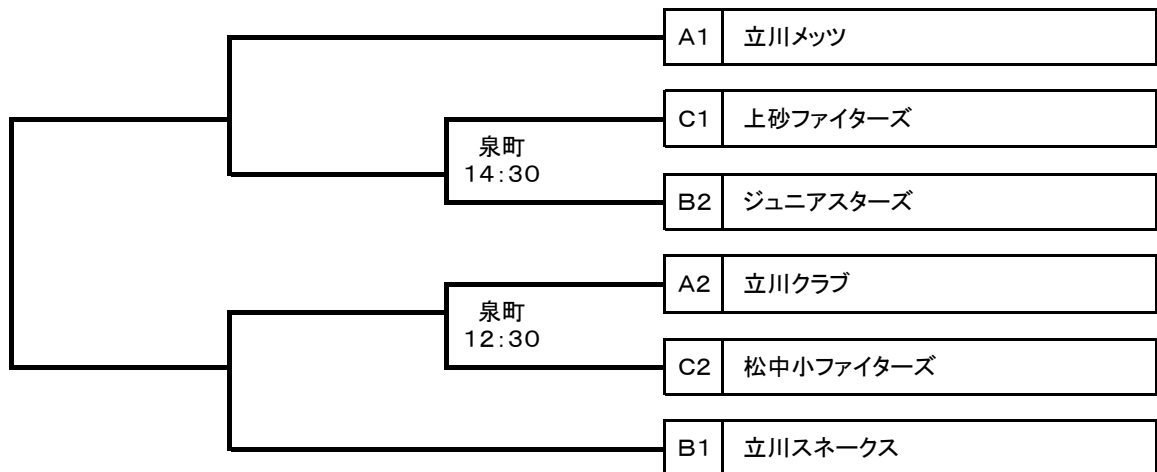 A1 立川メッツ
C1 上砂ファイターズ
泉町
14:30
B2 ジュニアスターズ
A2 立川クラブ
泉町
12:30
C2 松中小ファイターズ
B1 立川スネークス